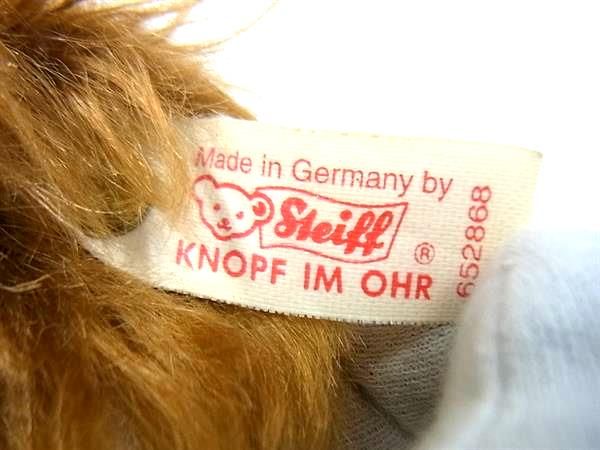 Made in Germany by
Steiff ®
KNOPF IM OHR
652868